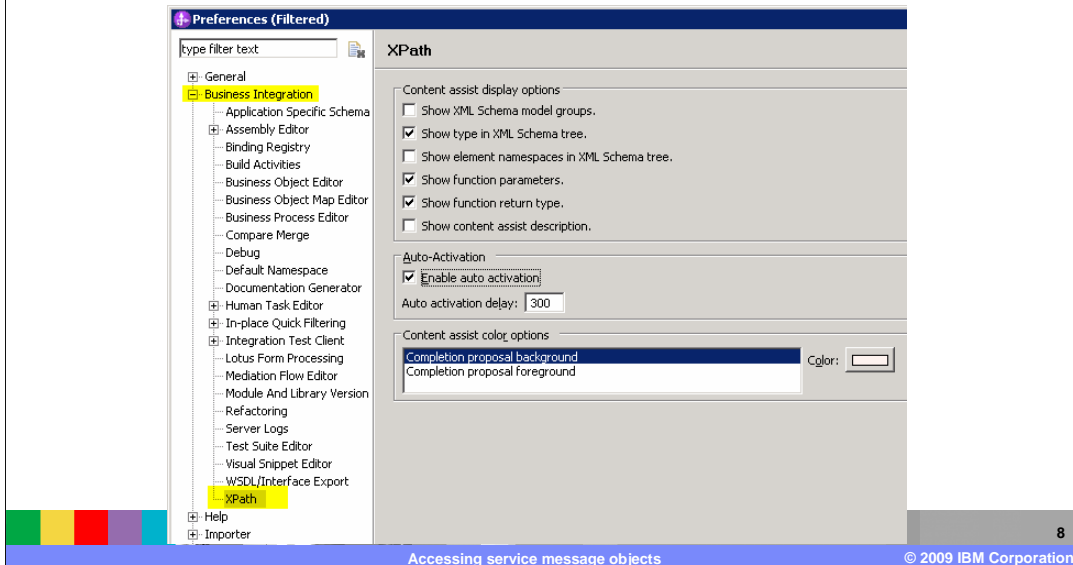 Preferences (Filtered)
type filter text
XPath
General
Business Integration
Application Specific Schema
Assembly Editor
Binding Registry
Build Activities
Business Object Editor
Business Object Map Editor
Business Process Editor
Compare Merge
Debug
Default Namespace
Documentation Generator
Human Task Editor
In-place Quick Filtering
Integration Test Client
Lotus Form Processing
Mediation Flow Editor
Module And Library Version
Refactoring
Server Logs
Test Suite Editor
Visual Snippet Editor
WSDL/Interface Export
XPath
Help
Importer
Content assist display options
Show XML Schema model groups.
Show type in XML Schema tree.
Show element namespaces in XML Schema tree.
Show function parameters.
Show function return type.
Show content assist description.
Auto-Activation
Enable auto activation
Auto activation delay: 300
Content assist color options
Completion proposal background
Completion proposal foreground
Color:
8
Accessing service message objects
© 2009 IBM Corporation